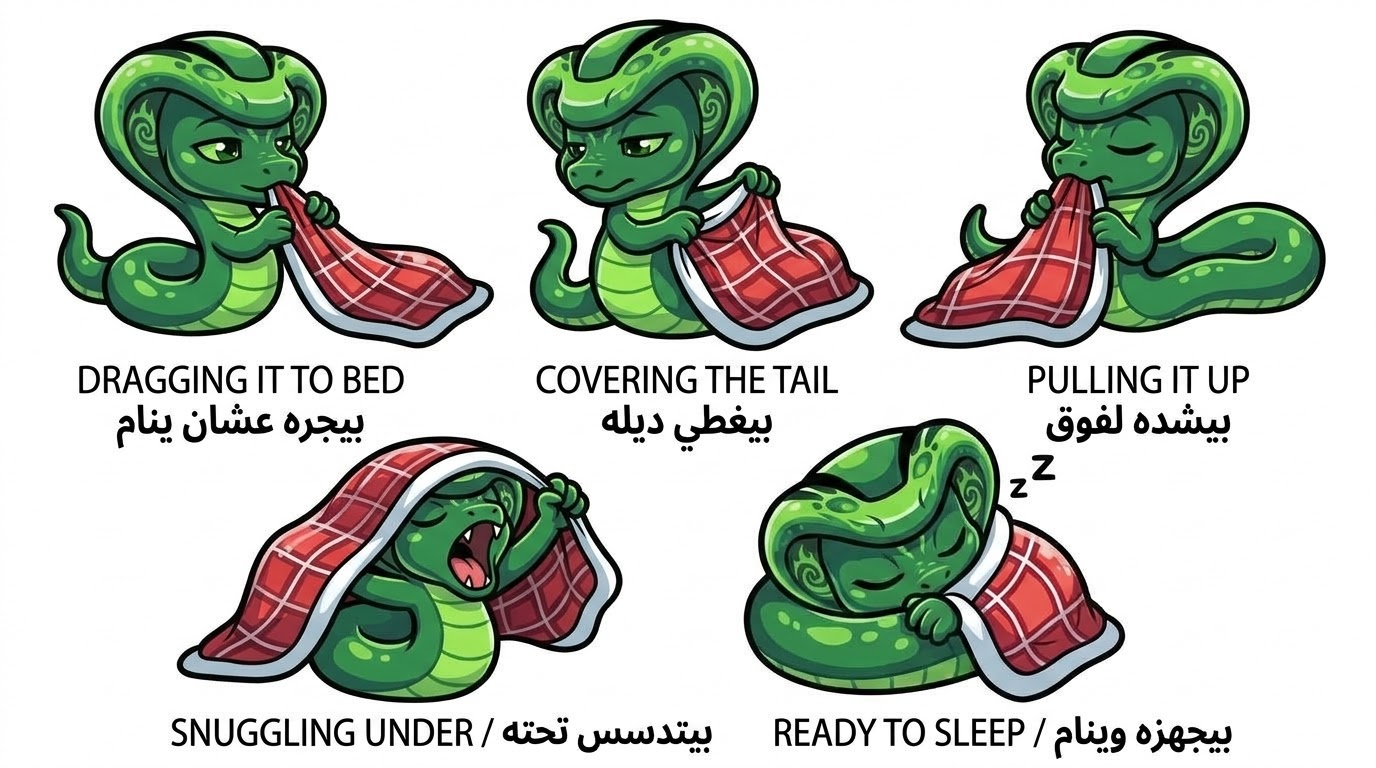 DRAGGING IT TO BED
بيجره عشان ينام
COVERING THE TAIL
بيغطي ديله
PULLING IT UP
بيشده لفوق
z Z
SNUGGLING UNDER / بيتدسس تحته
READY TO SLEEP / بيجهزه وينام